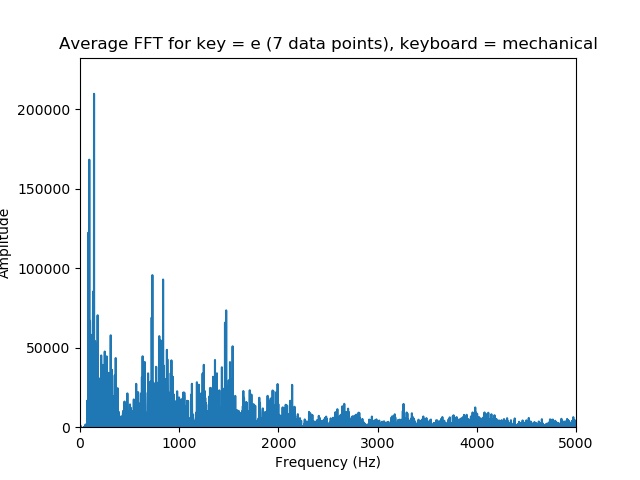 Average FFT for key = e (7 data points), keyboard = mechanical
200000
150000
100000
50000
0
Amplitude
0 1000 2000 3000 4000 5000
Frequency (Hz)